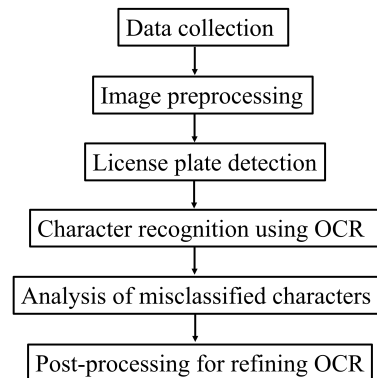 Data collection
Image preprocessing
License plate detection
Character recognition using OCR
Analysis of misclassified characters
Post-processing for refining OCR